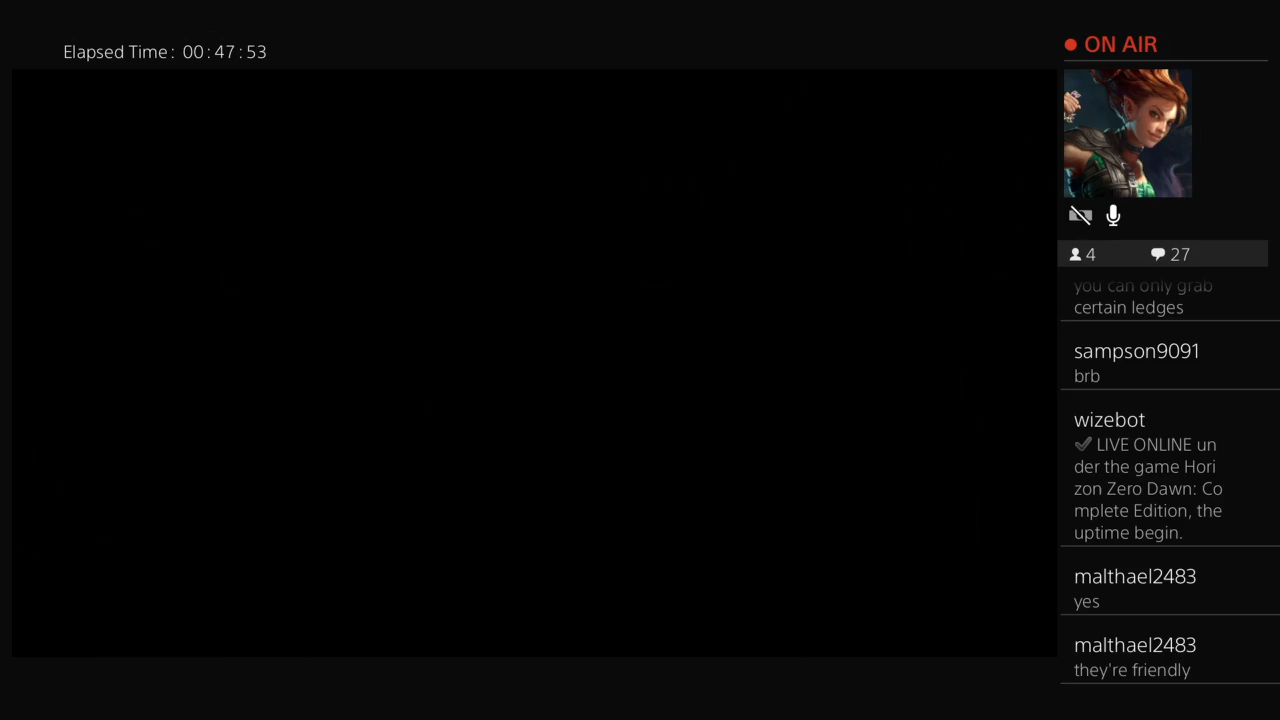 Elapsed Time: 00:47:53
ON AIR
4 27
you can only grab
certain ledges
sampson9091
brb
wizebot
✔ LIVE ONLINE un
der the game Hori
zon Zero Dawn: Co
mplete Edition, the
uptime begin.
malthael2483
yes
malthael2483
they're friendly